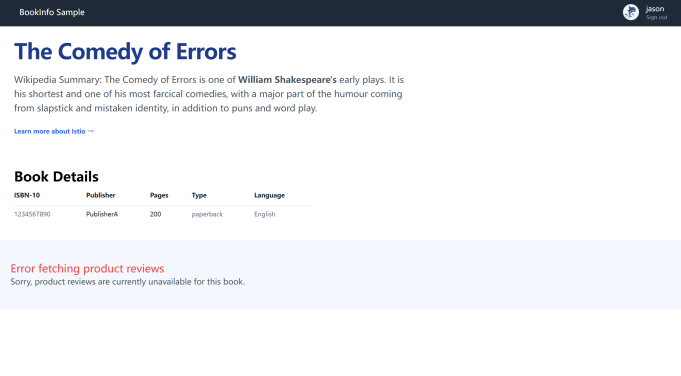 BookInfo Sample
jason
Sign out
The Comedy of Errors
Wikipedia Summary: The Comedy of Errors is one of William Shakespeare's early plays. It is
his shortest and one of his most farcical comedies, with a major part of the humour coming
from slapstick and mistaken identity, in addition to puns and word play.
Learn more about Istio →
Book Details
ISBN-10 Publisher Pages Type Language
1234567890 PublisherA 200 paperback English
Error fetching product reviews
Sorry, product reviews are currently unavailable for this book.